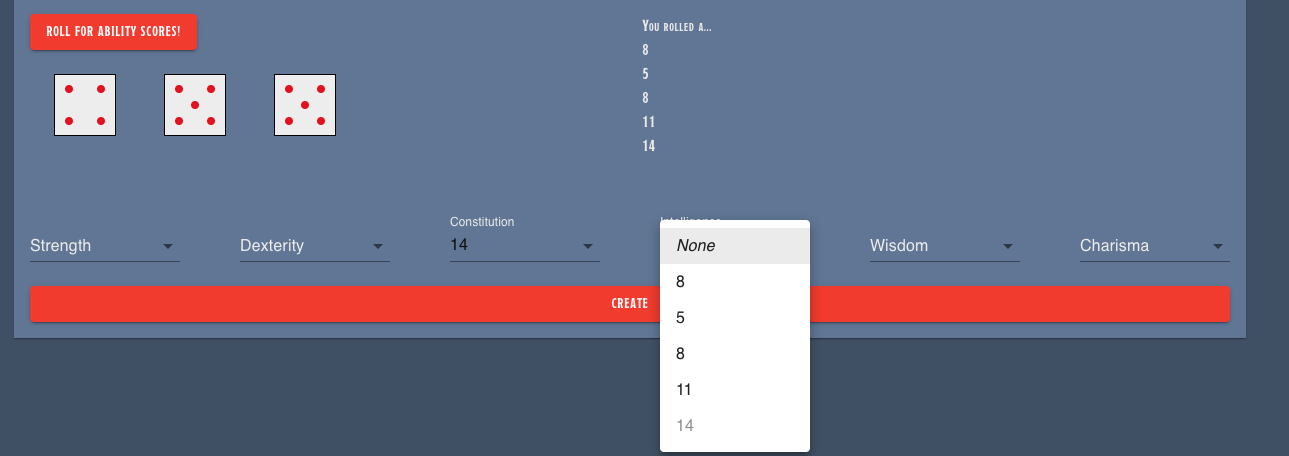 ROLL FOR ABILITY SCORES!
You rolled a...
8
5
8
11
14
Strength
Dexterity
Constitution
14
Intelligence
None
8
5
8
11
14
Wisdom
Charisma
CREATE